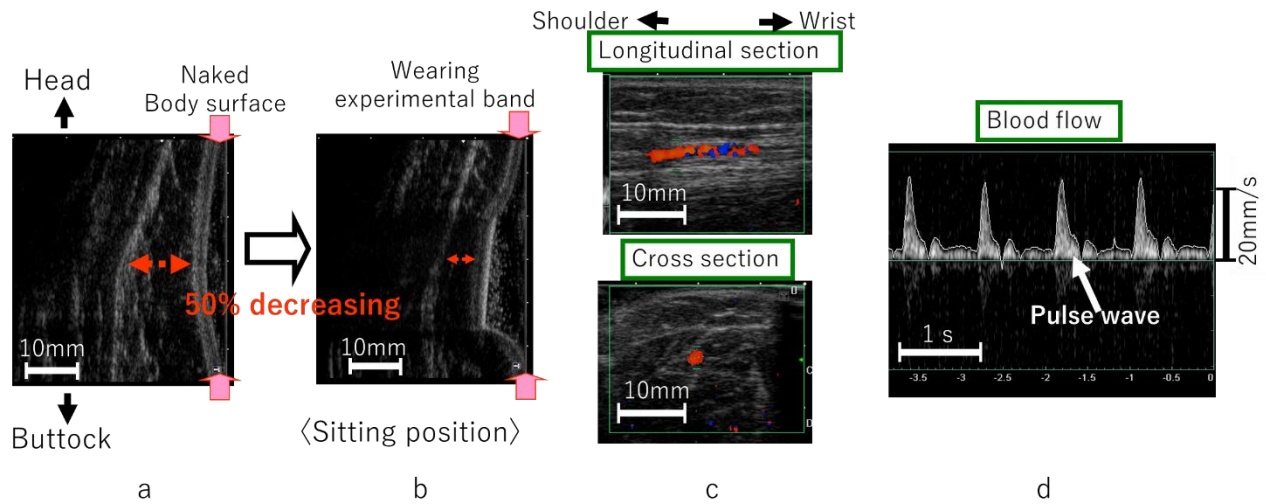 Shoulder
Wrist
Longitudinal section
Head
Naked
Body surface
Wearing
experimental band
10mm
Blood flow
20mm/s
Cross section
50% decreasing
Pulse wave
10mm
10mm
10mm
1 s
-3.5 -3 -2.5 -2 -1.5 -1 -0.5 0
Buttock
〈Sitting position〉
a
b
c
d